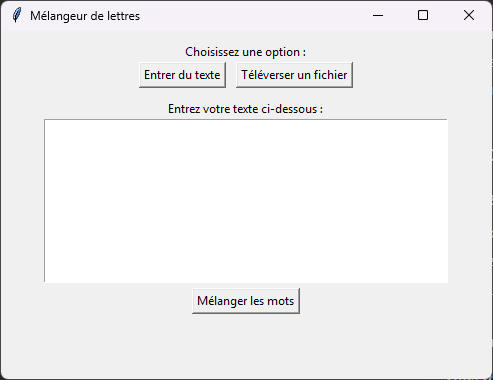 Mélangeur de lettres
Choisissez une option :
Entrer du texte Téléverser un fichier
Entrez votre texte ci-dessous :
Mélanger les mots